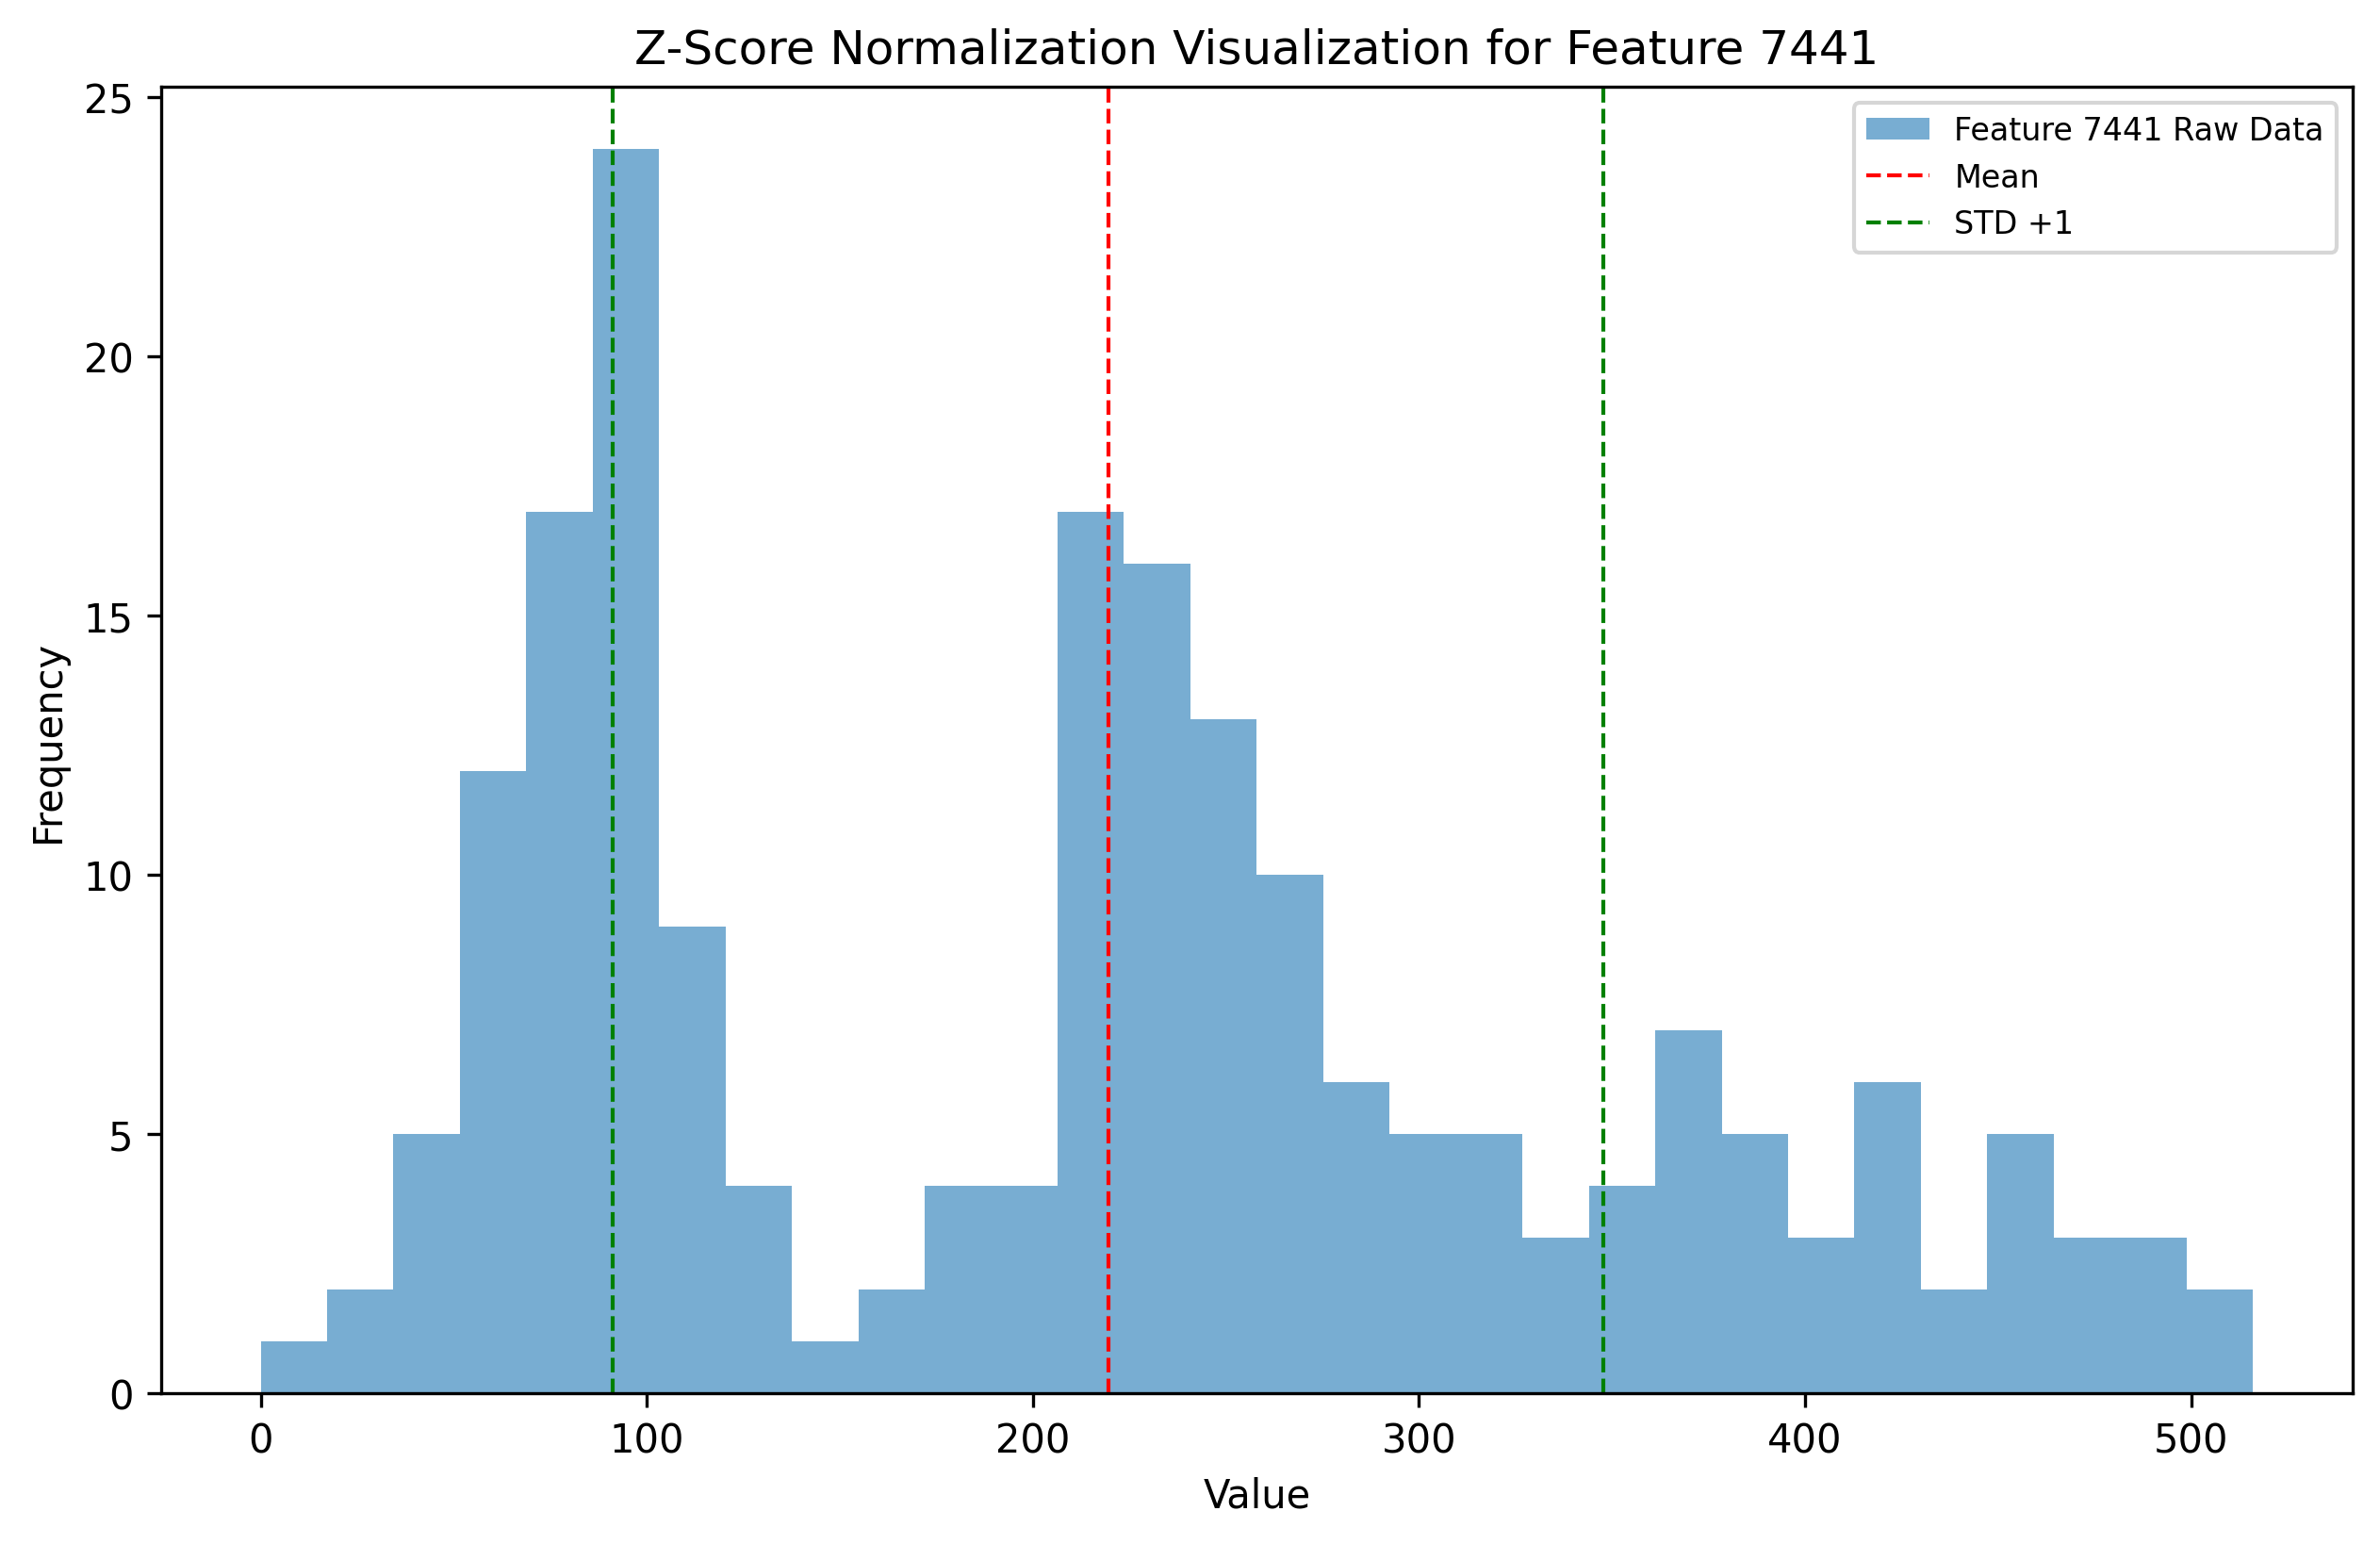 Z-Score Normalization Visualization for Feature 7441
Feature 7441 Raw Data
Mean
STD +1
25
20
15
10
5
0
Frequency
0 100 200 300 400 500
Value